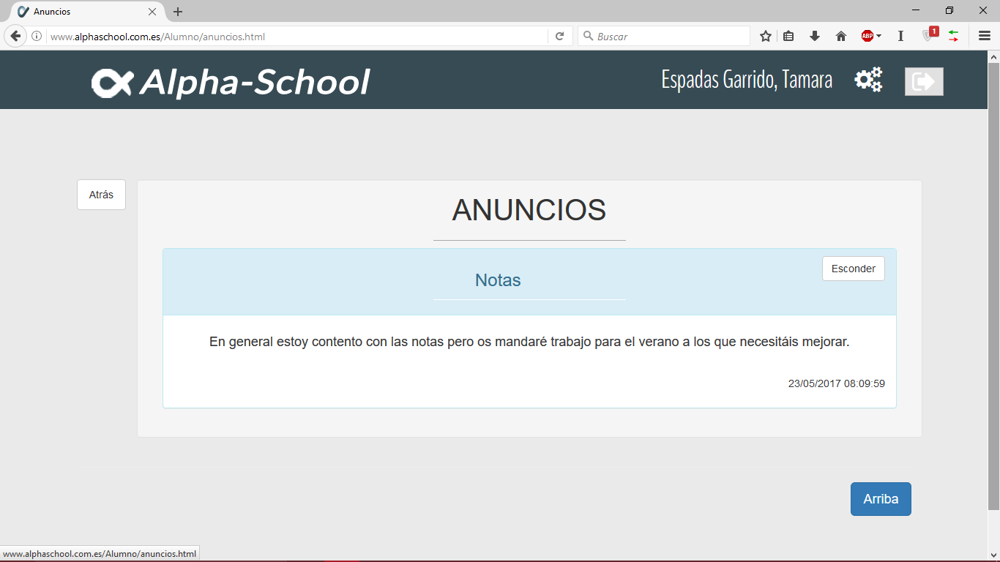 Anuncios
www.alphaschool.com.es/Alumno/anuncios.html
Buscar
ABP
1
Alpha-School
Espadas Garrido, Tamara
Atrás
ANUNCIOS
Notas
Esconder
En general estoy contento con las notas pero os mandaré trabajo para el verano a los que necesitáis mejorar.
23/05/2017 08:09:59
Arriba
www.alphaschool.com.es/Alumno/anuncios.html